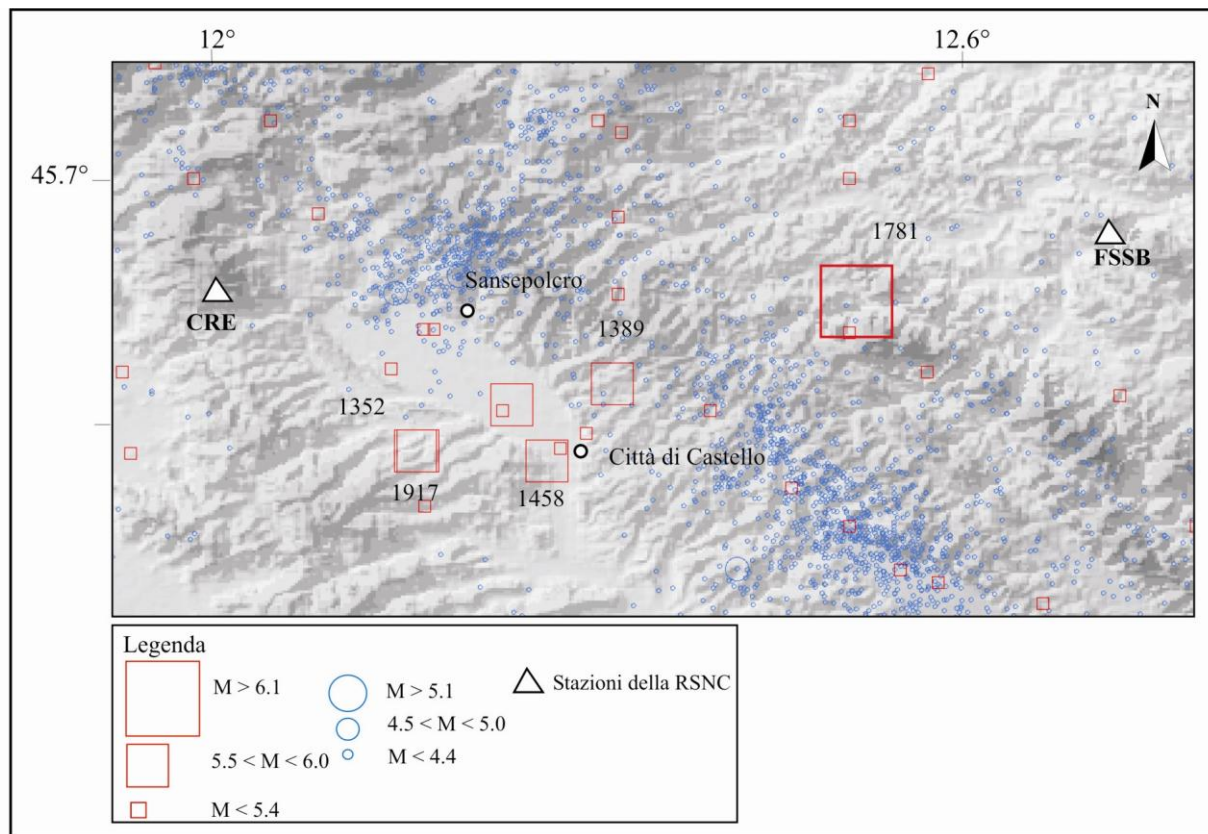 12°
12.6°
N
45.7°
1781
FSSB
Sansepolcro
CRE
1389
1352
Città di Castello
1917
1458
Legenda
M > 6.1
5.5 < M < 6.0
M < 5.4
M > 5.1
4.5 < M < 5.0
M < 4.4
Stazioni della RSNC